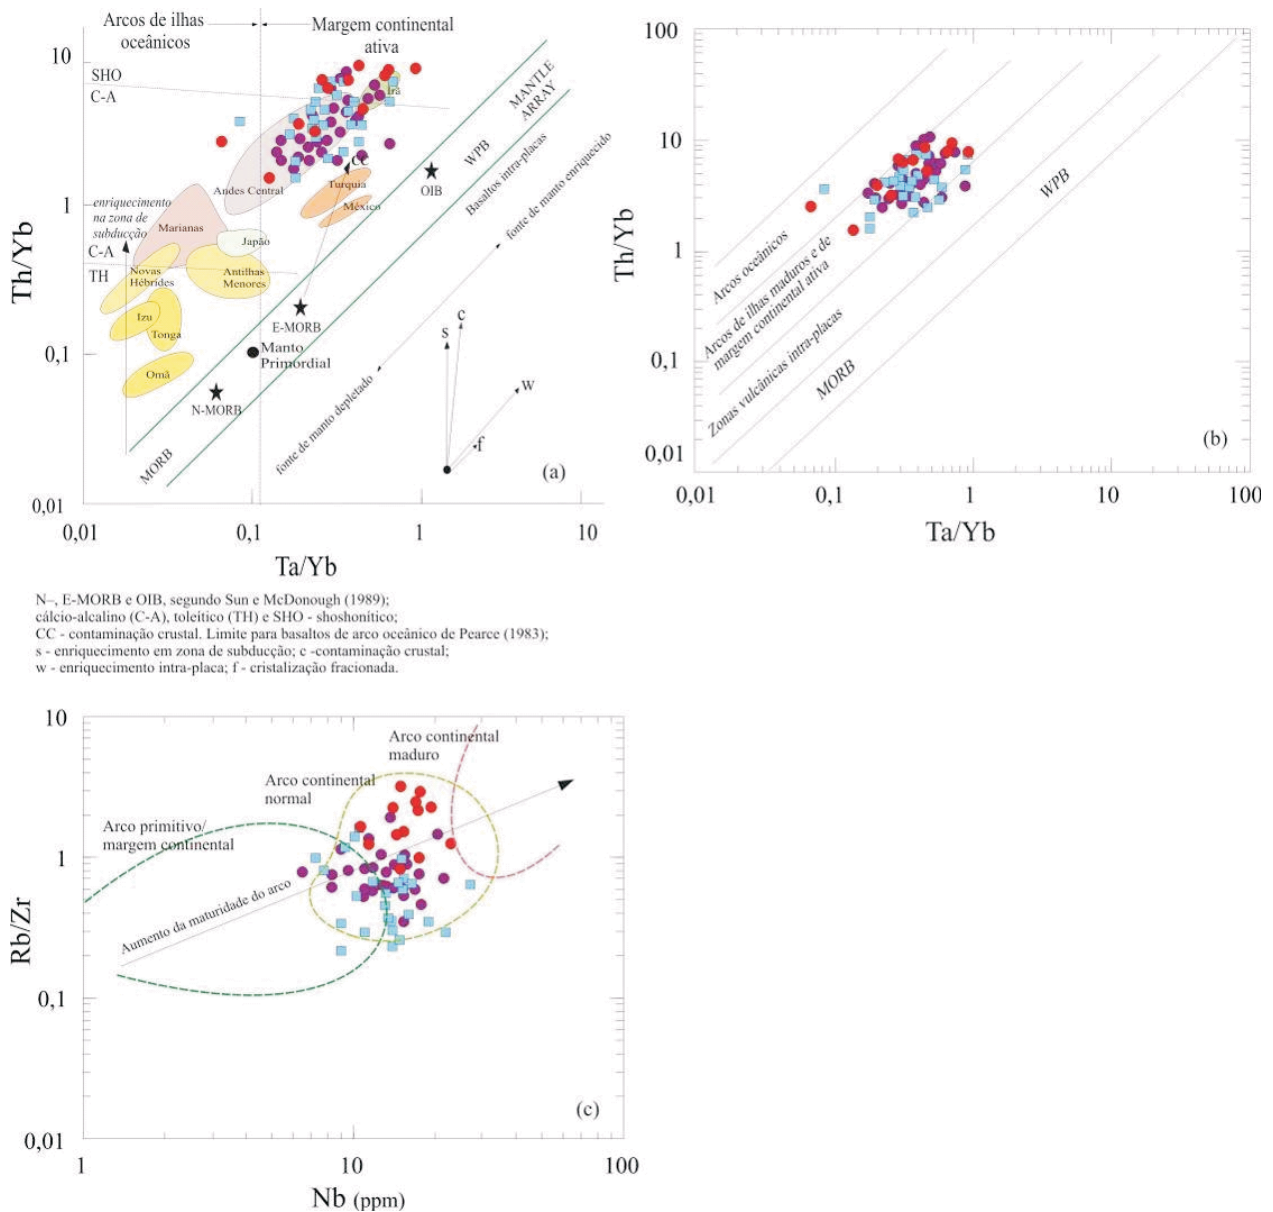 Arcos de ilhas
oceânicos
Margem continental
ativa
10
SHO
C-A
Irã
MANTLE
ARRAY
WPB
Basaltos intra-placas
fonte de manto enriquecido
CC
OIB
Andes Central
Turquia
México
1
enriquecimento
na zona de
subducção
Marianas
Japão
C-A
TH
Novas
Hébrides
Antilhas
Menores
Izu
Tonga
E-MORB
Manto
Primordial
Omã
N-MORB
0,1
MORB
fonte de manto depletado
s
c
w
f
(a)
0,01
Th/Yb
0,01
0,1
1
10
Ta/Yb
100
10
1
0,1
0,01
Th/Yb
Arcos oceânicos
Arcos de ilhas maduros e de
margem continental ativa
Zonas vulcânicas intra-placas
MORB
WPB
(b)
0,01
0,1
1
10
100
Ta/Yb
N–, E-MORB e OIB, segundo Sun e McDonough (1989);
cálcio-alcalino (C-A), toleítico (TH) e SHO - shoshonítico;
CC - contaminação crustal. Limite para basaltos de arco oceânico de Pearce (1983);
s - enriquecimento em zona de subducção; c -contaminação crustal;
w - enriquecimento intra-placa; f - cristalização fracionada.
10
1
0,1
0,01
Rb/Zr
Arco continental
maduro
Arco continental
normal
Arco primitivo/
margem continental
Aumento da maturidade do arco
(c)
1
10
100
Nb (ppm)